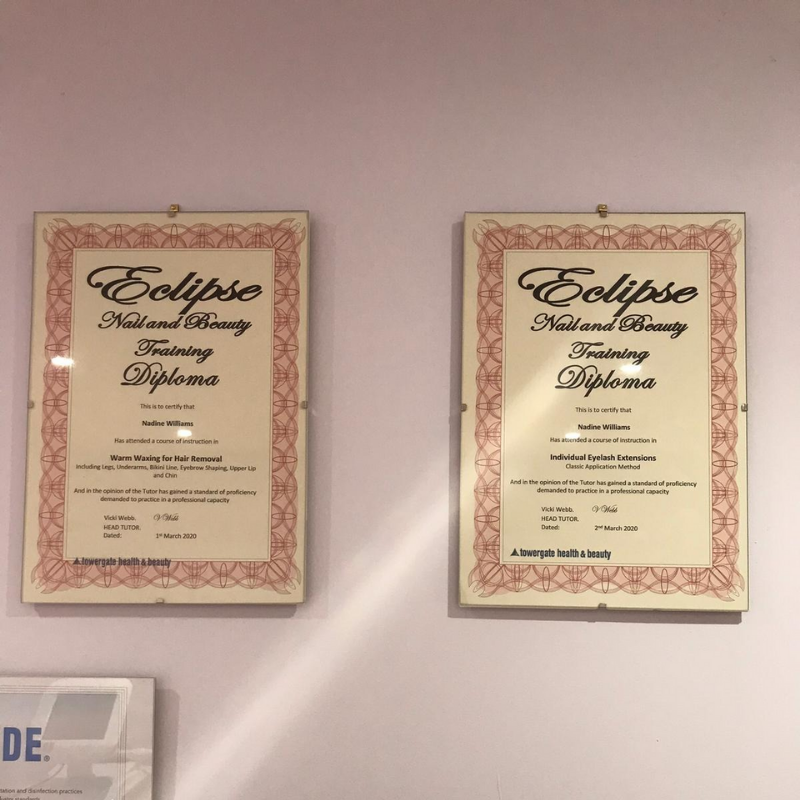 Eclipse
Nail and Beauty
Training
Diploma
This is to certify that
Nadine Williams
Has attended a course of instruction in
Warm Waxing for Hair Removal
Including Legs, Underarms, Bikini Line, Eyebrow Shaping, Upper Lip
and Chin
And in the opinion of the Tutor has gained a standard of proficiency
demanded to practice in a professional capacity
Vicki Webb. V Webb
HEAD TUTOR.
Dated: 1st March 2020
towergate health & beauty
Eclipse
Nail and Beauty
Training
Diploma
This is to certify that
Nadine Williams
Has attended a course of instruction in
Individual Eyelash Extensions
Classic Application Method
And in the opinion of the Tutor has gained a standard of proficiency
demanded to practice in a professional capacity
Vicki Webb. V Webb
HEAD TUTOR.
Dated: 2nd March 2020
towergate health & beauty
DE®
and disinfection practices
standards